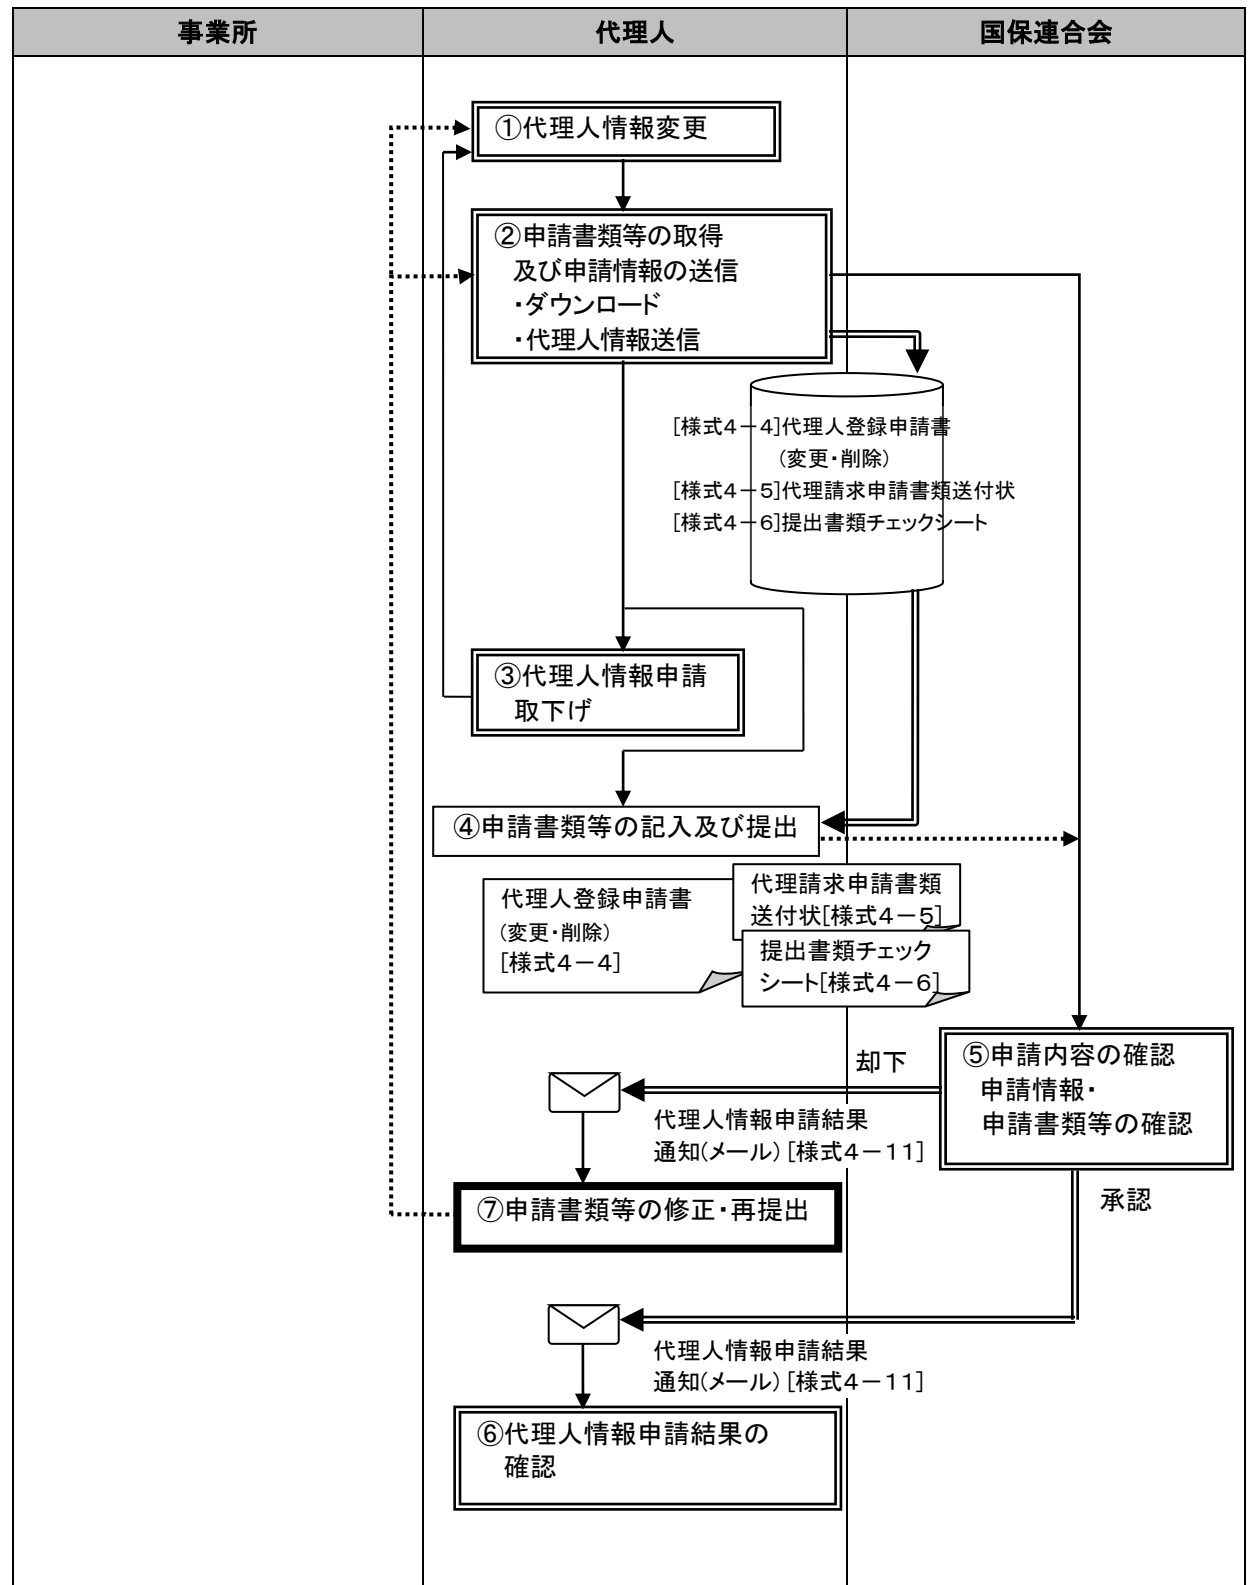 事業所
代理人
国保連合会
①代理人情報変更
②申請書類等の取得
及び申請情報の送信
・ダウンロード
・代理人情報送信
[様式4－4]代理人登録申請書
(変更・削除)
[様式4－5]代理請求申請書類送付状
[様式4－6]提出書類チェックシート
③代理人情報申請
取下げ
④申請書類等の記入及び提出
代理人登録申請書
(変更・削除)
[様式4－4]
代理請求申請書類
送付状[様式4－5]
提出書類チェック
シート[様式4－6]
⑤申請内容の確認
申請情報・
申請書類等の確認
却下
代理人情報申請結果
通知(メール)[様式4－11]
⑦申請書類等の修正・再提出
承認
代理人情報申請結果
通知(メール)[様式4－11]
⑥代理人情報申請結果の
確認